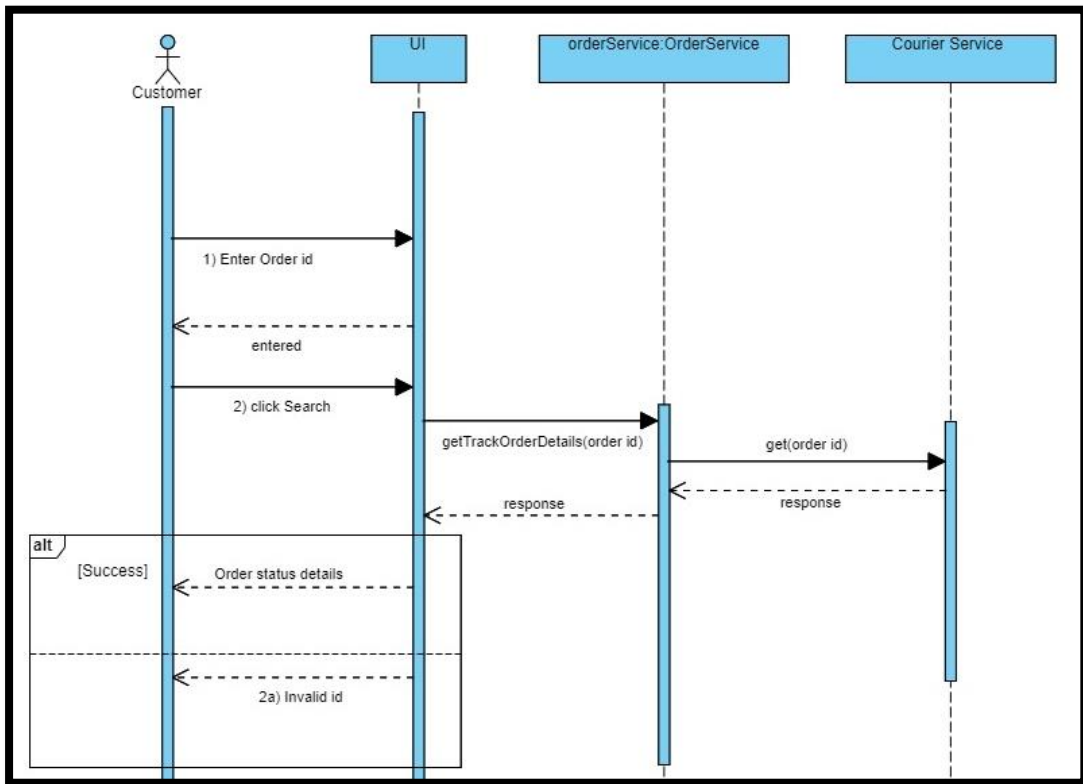 UI
orderService:OrderService
Courier Service
Customer
1) Enter Order id
entered
2) click Search
getTrackOrderDetails(order id)
get(order id)
response
response
alt
[Success]
Order status details
2a) Invalid id